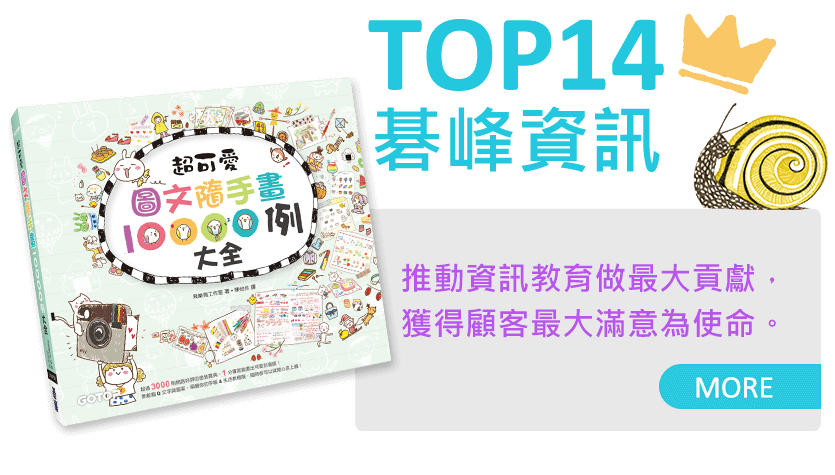 TOP14
碁峰資訊
超可愛
圖文隨手畫
10000例
大全
推動資訊教育做最大貢獻，
獲得顧客最大滿意為使命。
MORE